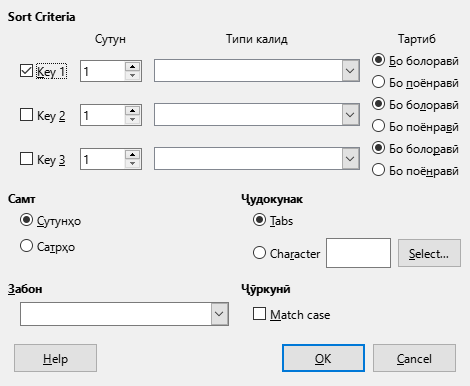 Sort Criteria
Сутун Типи калид Тартиб
Key 1 1 Бо болоравӣ
Бо поёнравӣ
Key 2 1 Бо болоравӣ
Бо поёнравӣ
Key 3 1 Бо болоравӣ
Бо поёнравӣ
Самт Ҷудокунак
Сутунҳо Tabs
Сатрҳо Character Select...
Забон Ҷӯркунӣ
Match case
Help OK Cancel